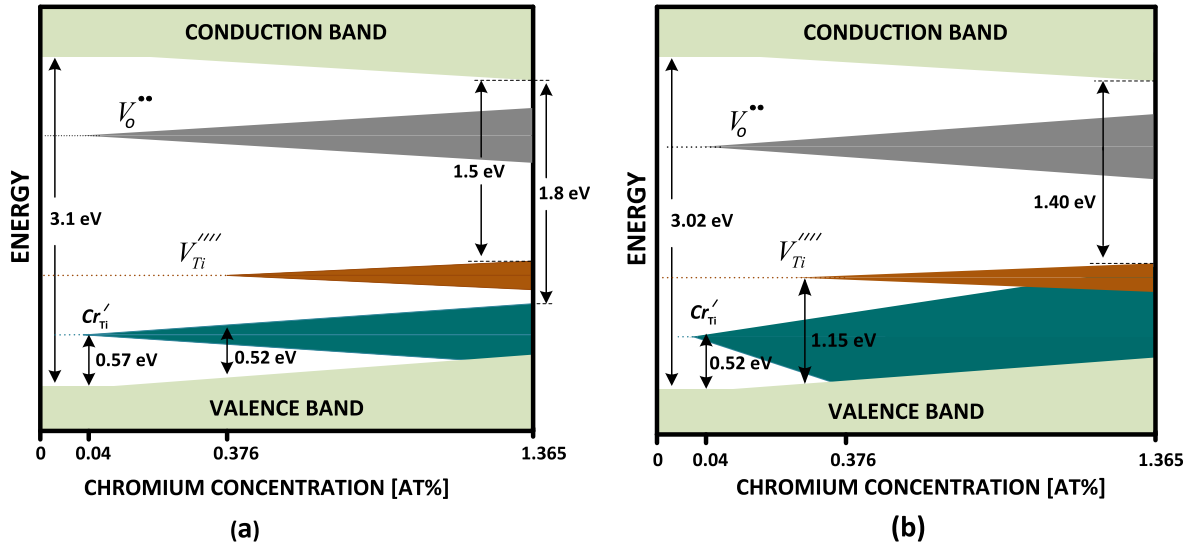 CONDUCTION BAND
V_O^••
1.5 eV
1.8 eV
3.1 eV
V_Ti^''''
Cr_Ti^'
0.57 eV
0.52 eV
VALENCE BAND
ENERGY
0 0.04 0.376 1.365
CHROMIUM CONCENTRATION [AT%]
(a)
CONDUCTION BAND
V_O^••
1.40 eV
3.02 eV
V_Ti^''''
Cr_Ti^'
1.15 eV
0.52 eV
VALENCE BAND
ENERGY
0 0.04 0.376 1.365
CHROMIUM CONCENTRATION [AT%]
(b)